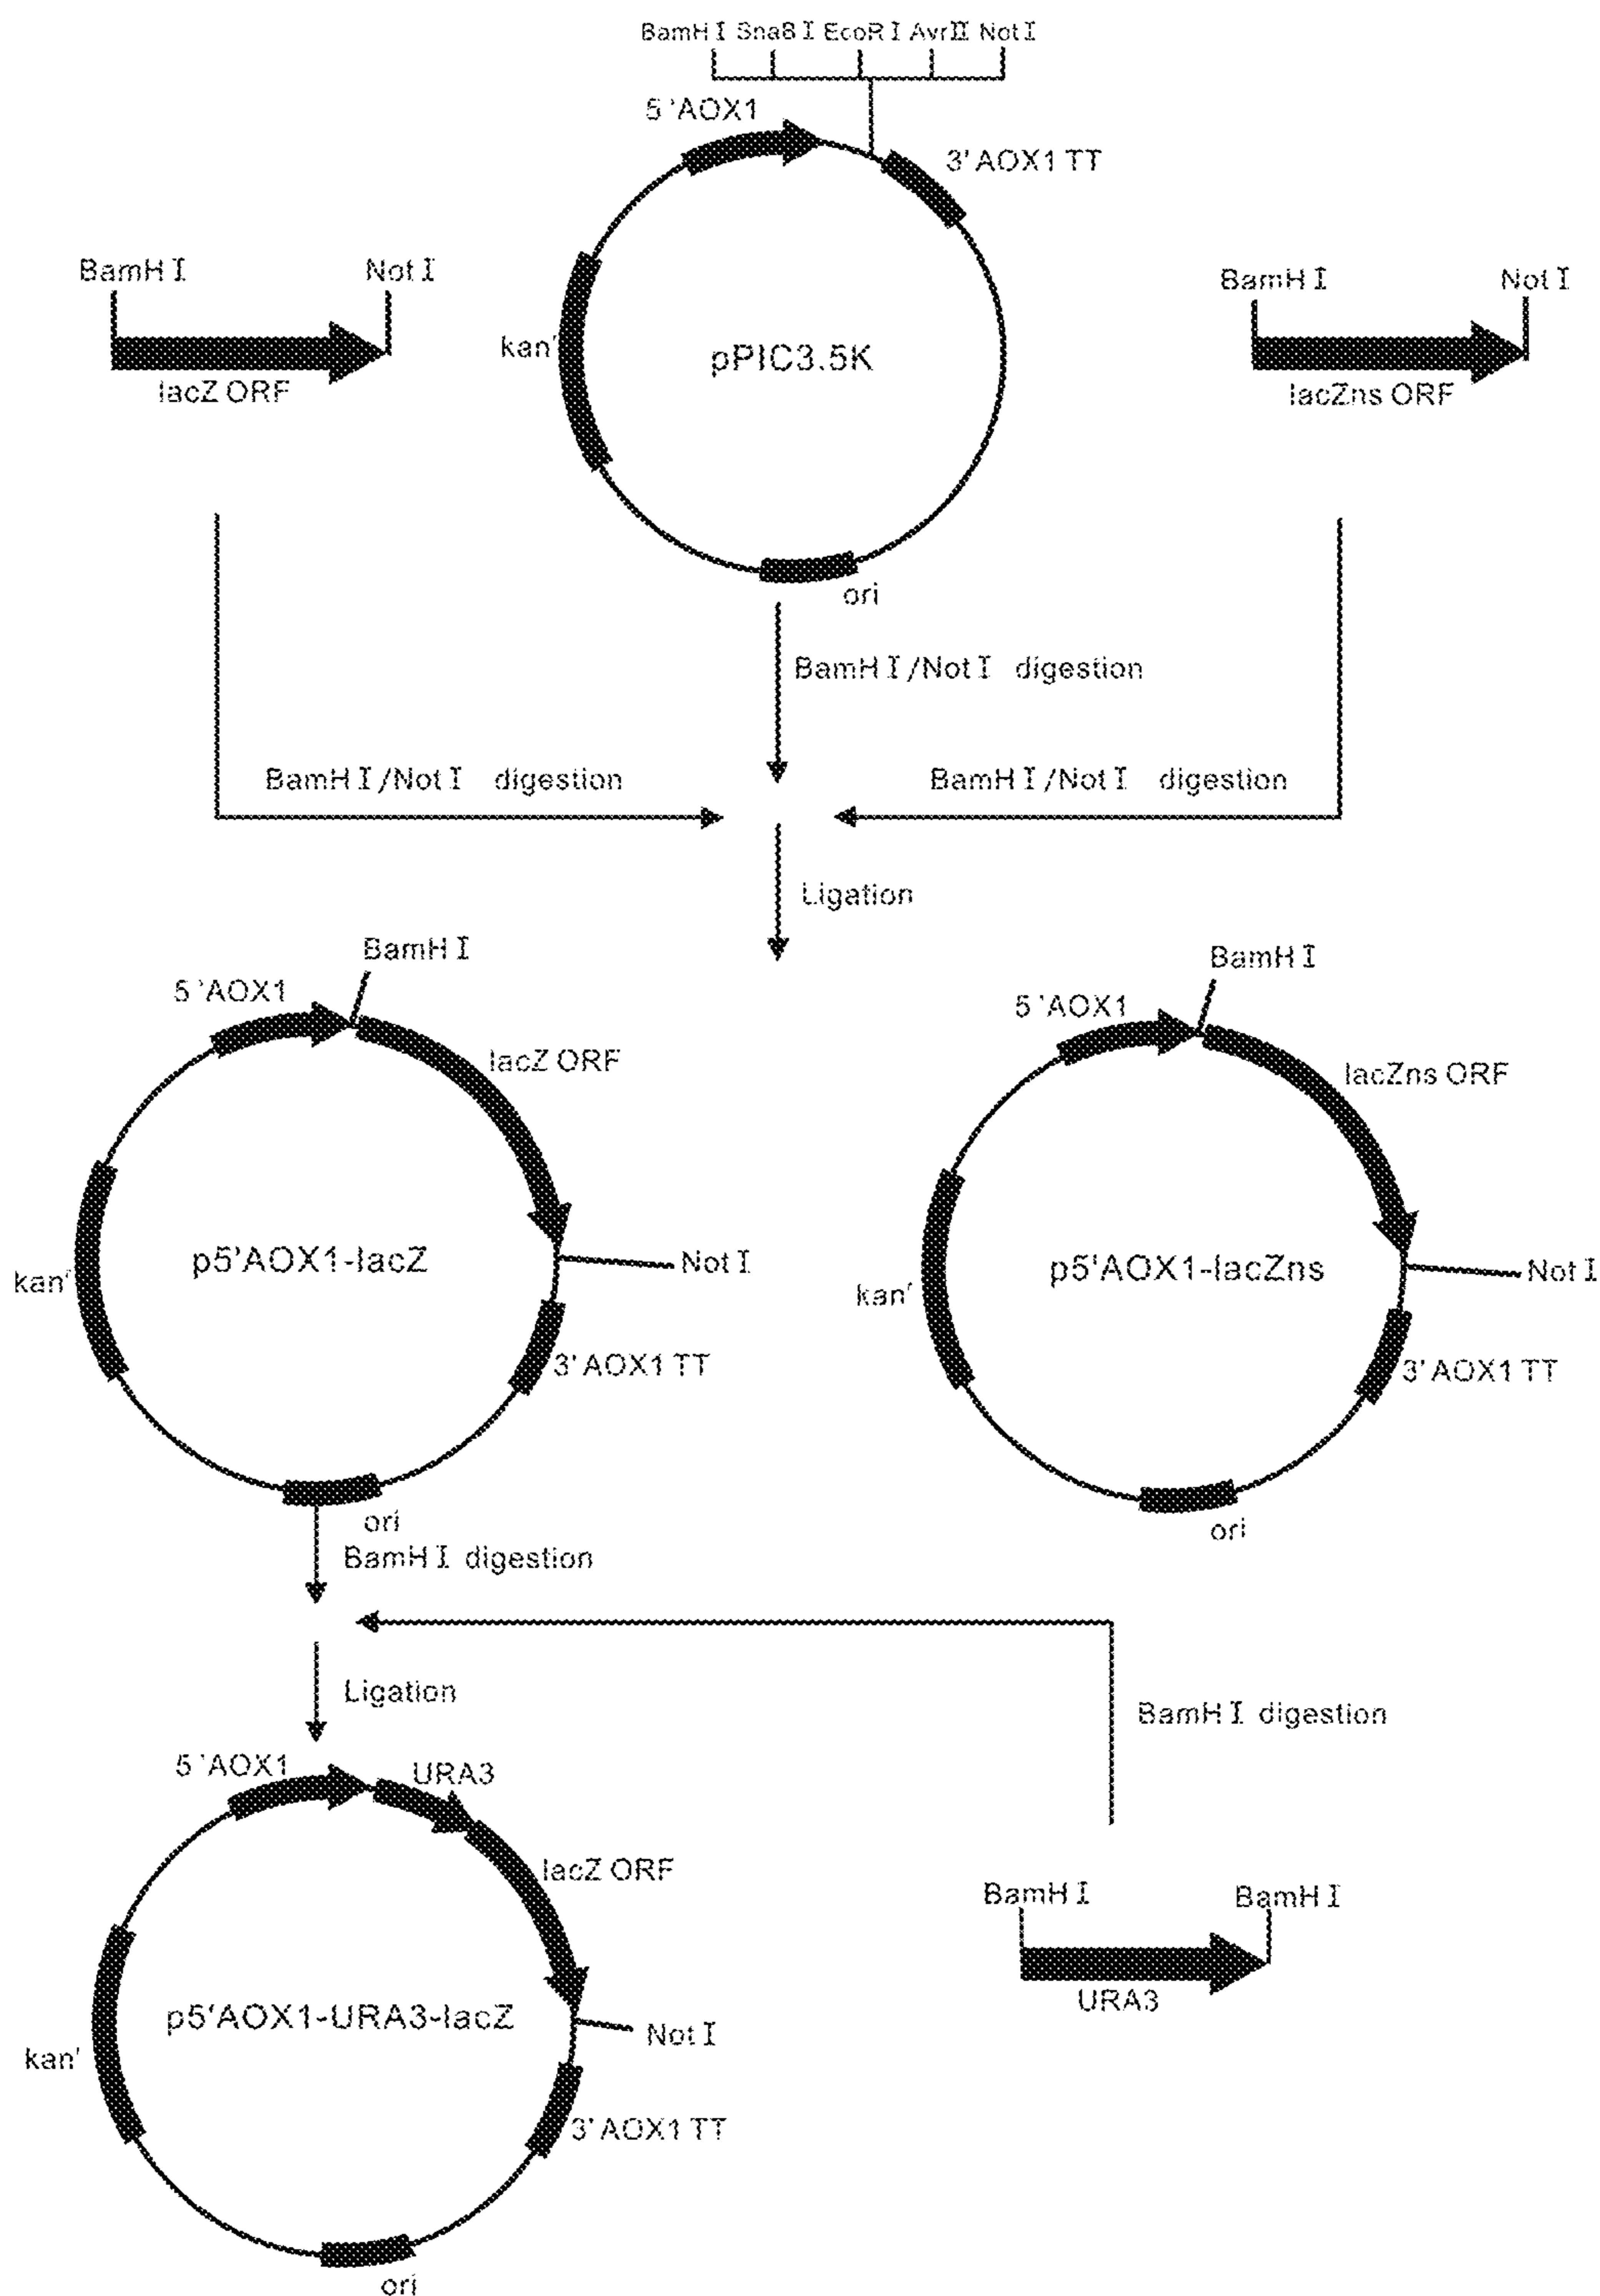 BamH I SnaB I EcoR I Avr II Not I
5'AOX1
3'AOX1 TT
BamH I
Not I
lacZ ORF
kan^r
pPIC3.5K
BamH I
Not I
lacZns ORF
ori
BamH I/Not I digestion
BamH I/Not I digestion
BamH I/Not I digestion
Ligation
BamH I
5'AOX1
lacZ ORF
p5'AOX1-lacZ
Not I
kan^r
3'AOX1 TT
ori
BamH I
5'AOX1
lacZns ORF
p5'AOX1-lacZns
Not I
kan^r
3'AOX1 TT
ori
BamH I digestion
Ligation
BamH I digestion
5'AOX1
URA3
lacZ ORF
BamH I
BamH I
URA3
p5'AOX1-URA3-lacZ
Not I
kan^r
3'AOX1 TT
ori